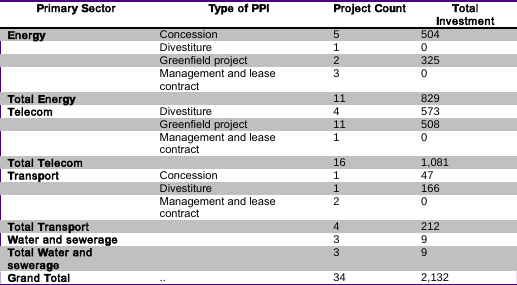 Primary Sector Type of PPI Project Count Total
Investment
Energy Concession 5 504
Divestiture 1 0
Greenfield project 2 325
Management and lease 3 0
contract
Total Energy 11 829
Telecom Divestiture 4 573
Greenfield project 11 508
Management and lease 1 0
contract
Total Telecom 16 1,081
Transport Concession 1 47
Divestiture 1 166
Management and lease 2 0
contract
Total Transport 4 212
Water and sewerage 3 9
Total Water and 3 9
sewerage
Grand Total .. 34 2,132